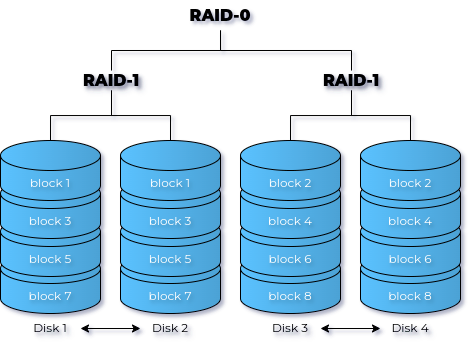 RAID-0
RAID-1 RAID-1
block 1 block 1 block 2 block 2
block 3 block 3 block 4 block 4
block 5 block 5 block 6 block 6
block 7 block 7 block 8 block 8
Disk 1 Disk 2 Disk 3 Disk 4